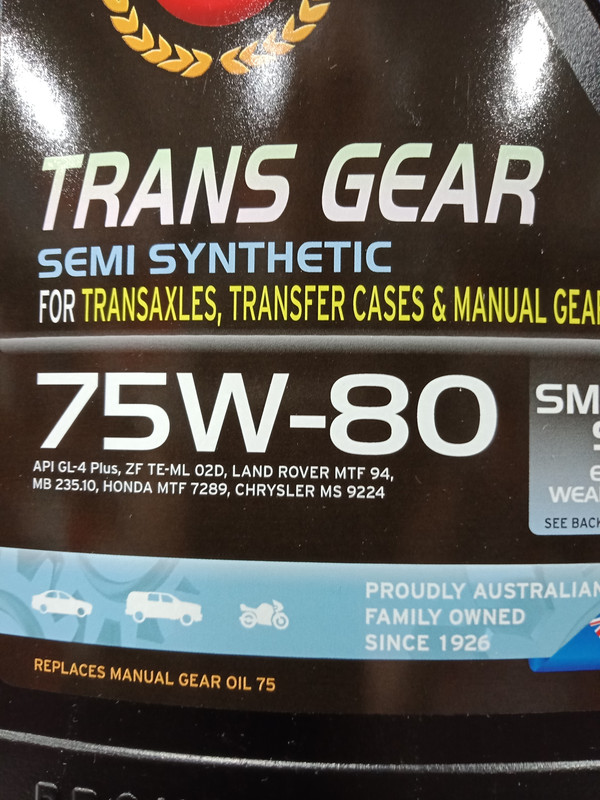 TRANS GEAR
SEMI SYNTHETIC
FOR TRANSAXLES, TRANSFER CASES & MANUAL
75W-80
API GL-4 Plus, ZF TE-ML 02D, LAND ROVER MTF 94,
MB 235.10, HONDA MTF 7289, CHRYSLER MS 9224
SEE BACK
PROUDLY AUSTRALIAN
FAMILY OWNED
SINCE 1926
REPLACES MANUAL GEAR OIL 75